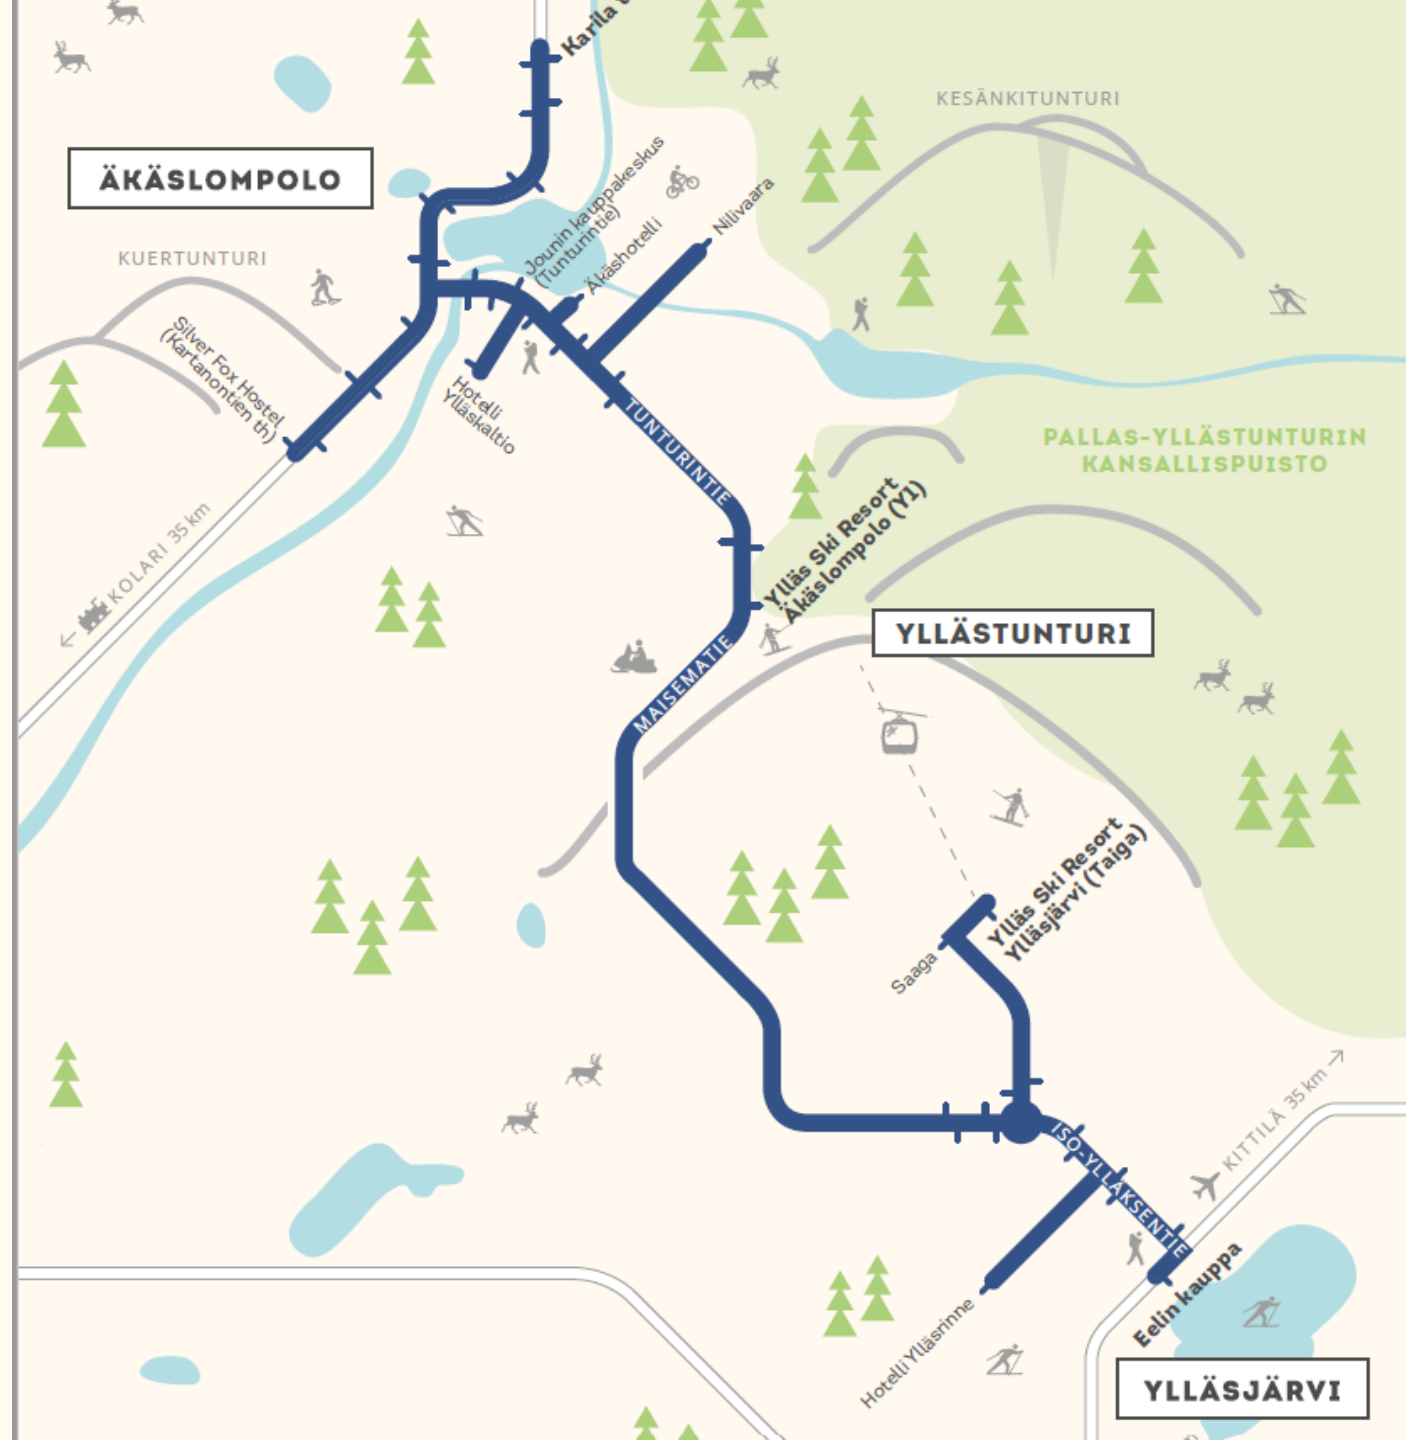 Karila
KESÄNKITUNTURI
ÄKÄSLOMPOLO
Jounin kauppakeskus
(Tunturintie)
Äkäshotelli
Nilivaara
KUERTUNTURI
Silver Fox Hostel
(Kartanontien th)
Hotelli
Ylläskaltio
TUNTURINTIE
PALLAS-YLLÄSTUNTURIN
KANSALLISPUISTO
KOLARI 35 km
Ylläs Ski Resort
Äkäslompolo (Y1)
YLLÄSTUNTURI
MAISEMATIE
Ylläs Ski Resort
Ylläsjärvi (Taiga)
Saaga
KITTILÄ 35 km
ISO-YLLÄKSENTIE
Eelin kauppa
Hotelli Ylläsrinne
YLLÄSJÄRVI